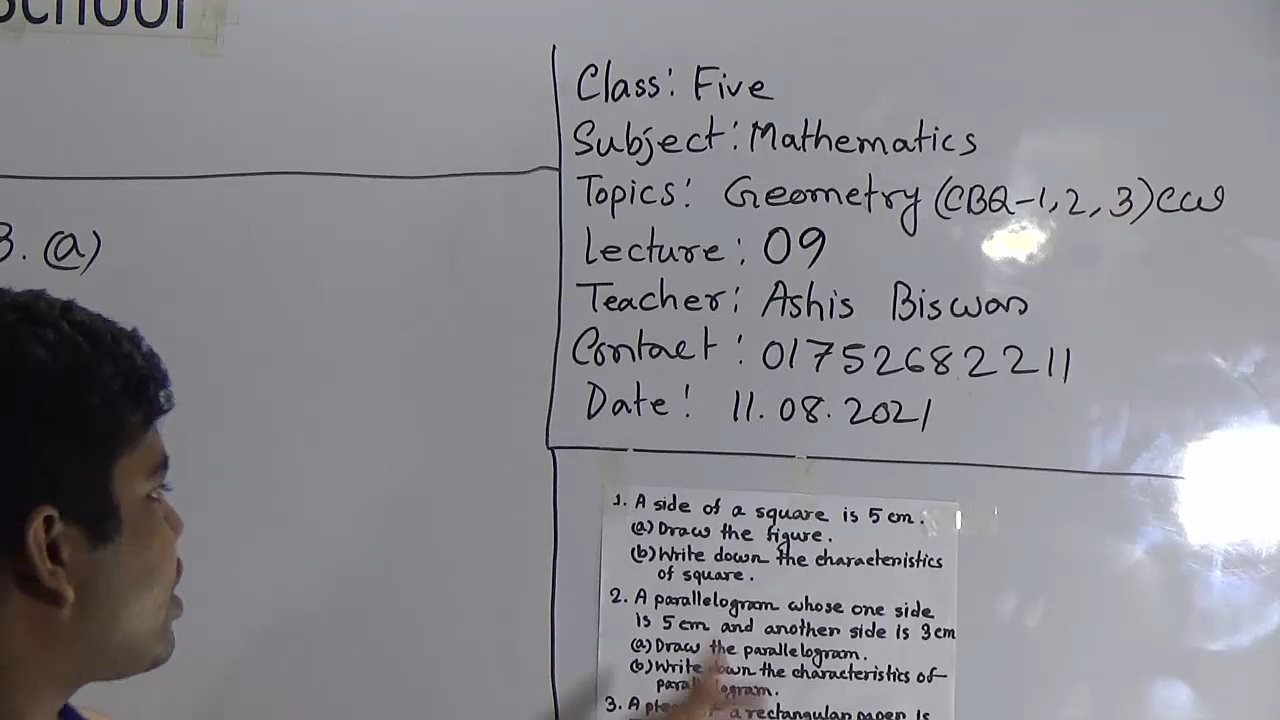 School
3. (a)
Class: Five
Subject: Mathematics
Topics: Geometry (CBQ-1,2,3)CW
Lecture: 09
Teacher: Ashis Biswas
Contact: 01752682211
Date: 11.08.2021
1. A side of a square is 5 cm.
(a) Draw the figure.
(b) Write down the characteristics
of square.
2. A parallelogram whose one side
is 5 cm and another side is 3 cm
(a) Draw the parallelogram.
(b) Write down the characteristics of
parallelogram.
3. A a rectangular paper is